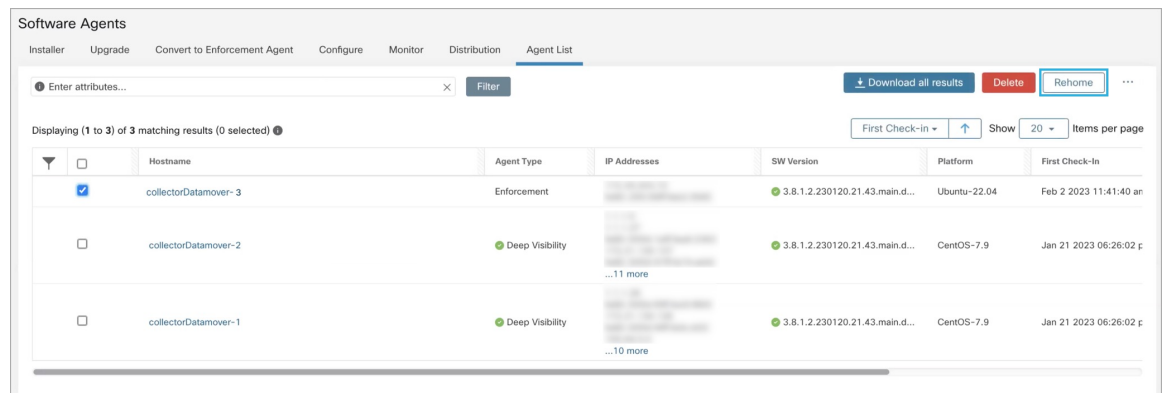 Software Agents
Installer Upgrade Convert to Enforcement Agent Configure Monitor Distribution Agent List
Enter attributes... Filter Download all results Delete Rehome ...
Displaying (1 to 3) of 3 matching results (0 selected) First Check-in Show 20 Items per page
Hostname Agent Type IP Addresses SW Version Platform First Check-In
collectorDatamover- 3 Enforcement 3.8.1.2.230120.21.43.main.d... Ubuntu-22.04 Feb 2 2023 11:41:40 an
collectorDatamover-2 Deep Visibility 3.8.1.2.230120.21.43.main.d... CentOS-7.9 Jan 21 2023 06:26:02 p
...11 more
collectorDatamover-1 Deep Visibility 3.8.1.2.230120.21.43.main.d... CentOS-7.9 Jan 21 2023 06:26:02 p
...10 more